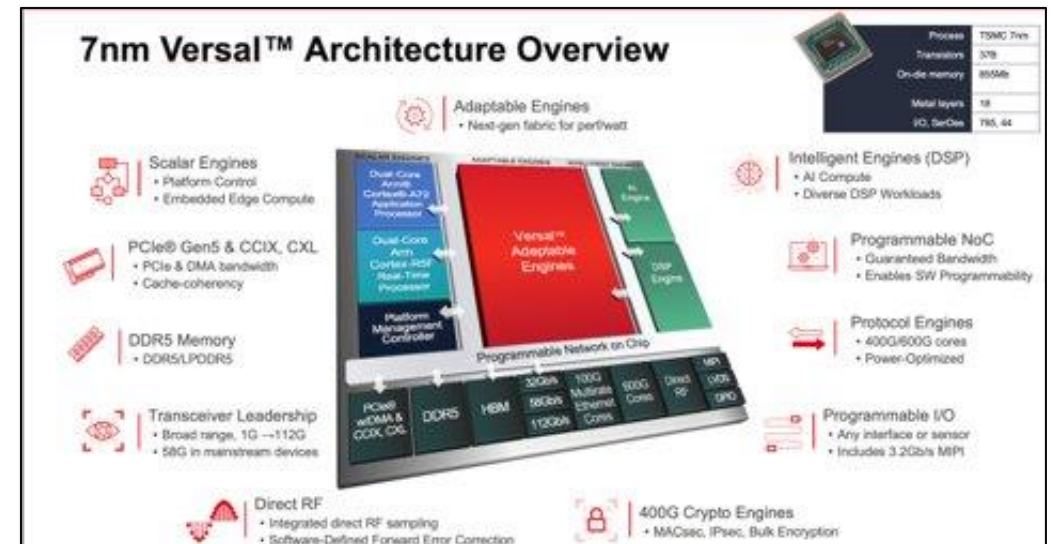 7nm Versal™ Architecture Overview
Process TSMC 7nm
Transistors 37B
On-die memory
Metal layers 18
I/O, SerDes 44
Adaptable Engines
• Next-gen fabric for perf/watt
Scalar Engines
• Platform Control
• Embedded Edge Compute
PCIe® Gen5 & CCIX, CXL
• PCIe & DMA bandwidth
• Cache-coherency
DDR5 Memory
• DDR5/LPDDR5
Transceiver Leadership
• Broad range, 1G →112G
• 58G in mainstream devices
SCALAR ENGINES
ADAPTABLE ENGINES
Dual-Core
Arm®
Cortex®-A72
Application
Processor
Dual-Core
Arm
Cortex-R5F
Real-Time
Processor
Platform
Management
Controller
Versal™
Adaptable
Engines
AI
Engine
DSP
Engine
Programmable Network on Chip
PCIe®
w/DMA &
CCIX, CXL
DDR5
HBM
32Gb/s
58Gb/s
112Gb/s
100G
Multirate
Ethernet
Cores
600G
Cores
Direct
RF
MIPI
LVDS
GPIO
Intelligent Engines (DSP)
• AI Compute
• Diverse DSP Workloads
Programmable NoC
• Guaranteed Bandwidth
• Enables SW Programmability
Protocol Engines
• 400G/600G cores
• Power-Optimized
Programmable I/O
• Any interface or sensor
• Includes 3.2Gb/s MIPI
Direct RF
• Integrated direct RF sampling
• Software-Defined Forward Error Correction
400G Crypto Engines
• MACsec, IPsec, Bulk Encryption